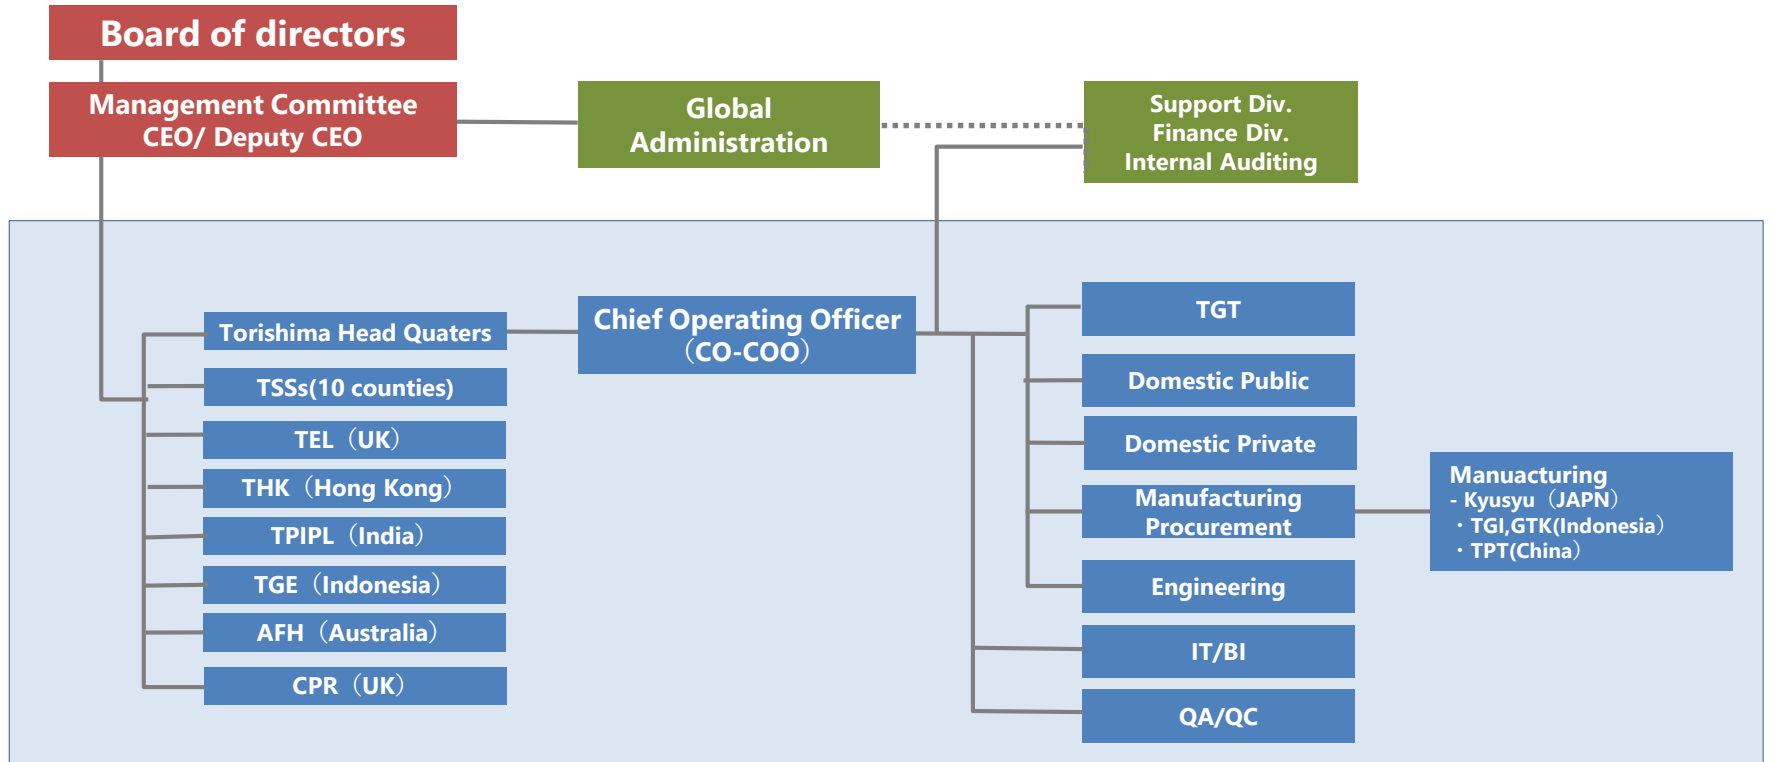 Board of directors
Management Committee
CEO/ Deputy CEO
Global
Administration
Support Div.
Finance Div.
Internal Auditing
Torishima Head Quaters
TSSs(10 counties)
TEL（UK）
THK（Hong Kong）
TPIPL（India）
TGE（Indonesia）
AFH（Australia）
CPR（UK）
Chief Operating Officer
（CO-COO）
TGT
Domestic Public
Domestic Private
Manufacturing
Procurement
Engineering
IT/BI
QA/QC
Manuacturing
- Kyusyu（JAPN）
・TGI,GTK(Indonesia）
・TPT(China）